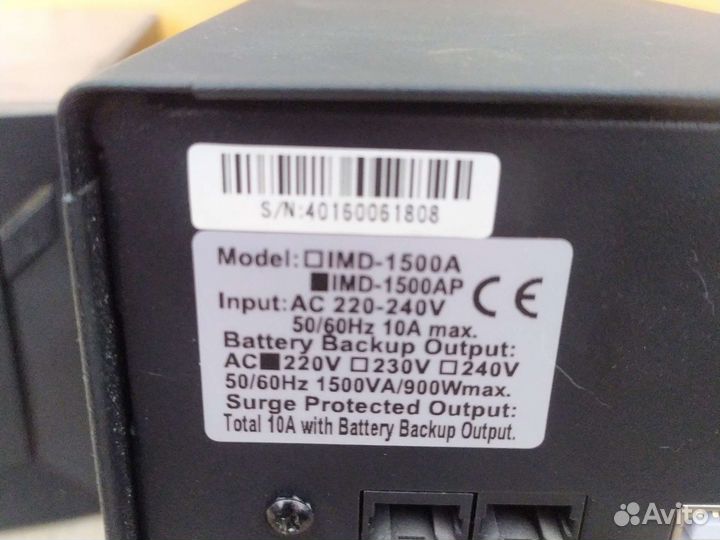 S/N:40160061808
Model:□IMD-1500A
■IMD-1500AP
CE
Input:AC 220-240V
50/60Hz 10A max.
Battery Backup Output:
AC■220V □230V □240V
50/60Hz 1500VA/900Wmax.
Surge Protected Output:
Total 10A with Battery Backup Output.
Avito